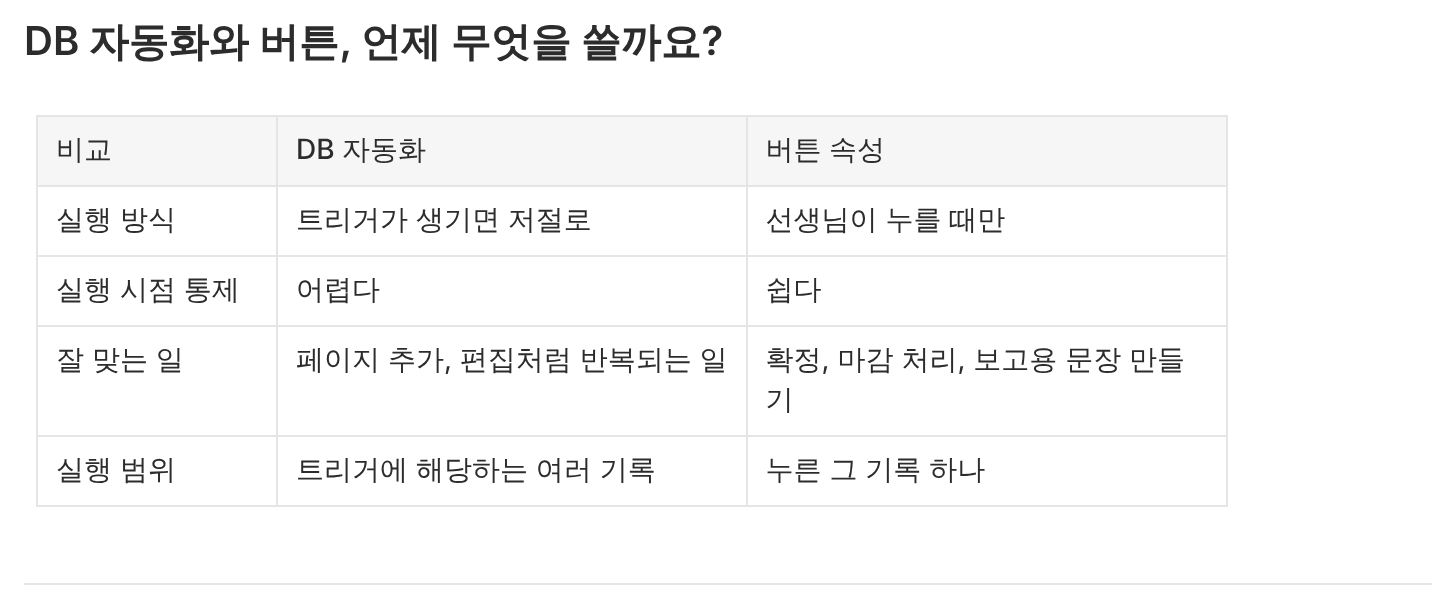 DB 자동화와 버튼, 언제 무엇을 쓸까요?
비교 DB 자동화 버튼 속성
실행 방식 트리거가 생기면 저절로 선생님이 누를 때만
실행 시점 통제 어렵다 쉽다
잘 맞는 일 페이지 추가, 편집처럼 반복되는 일 확정, 마감 처리, 보고용 문장 만들
기
실행 범위 트리거에 해당하는 여러 기록 누른 그 기록 하나